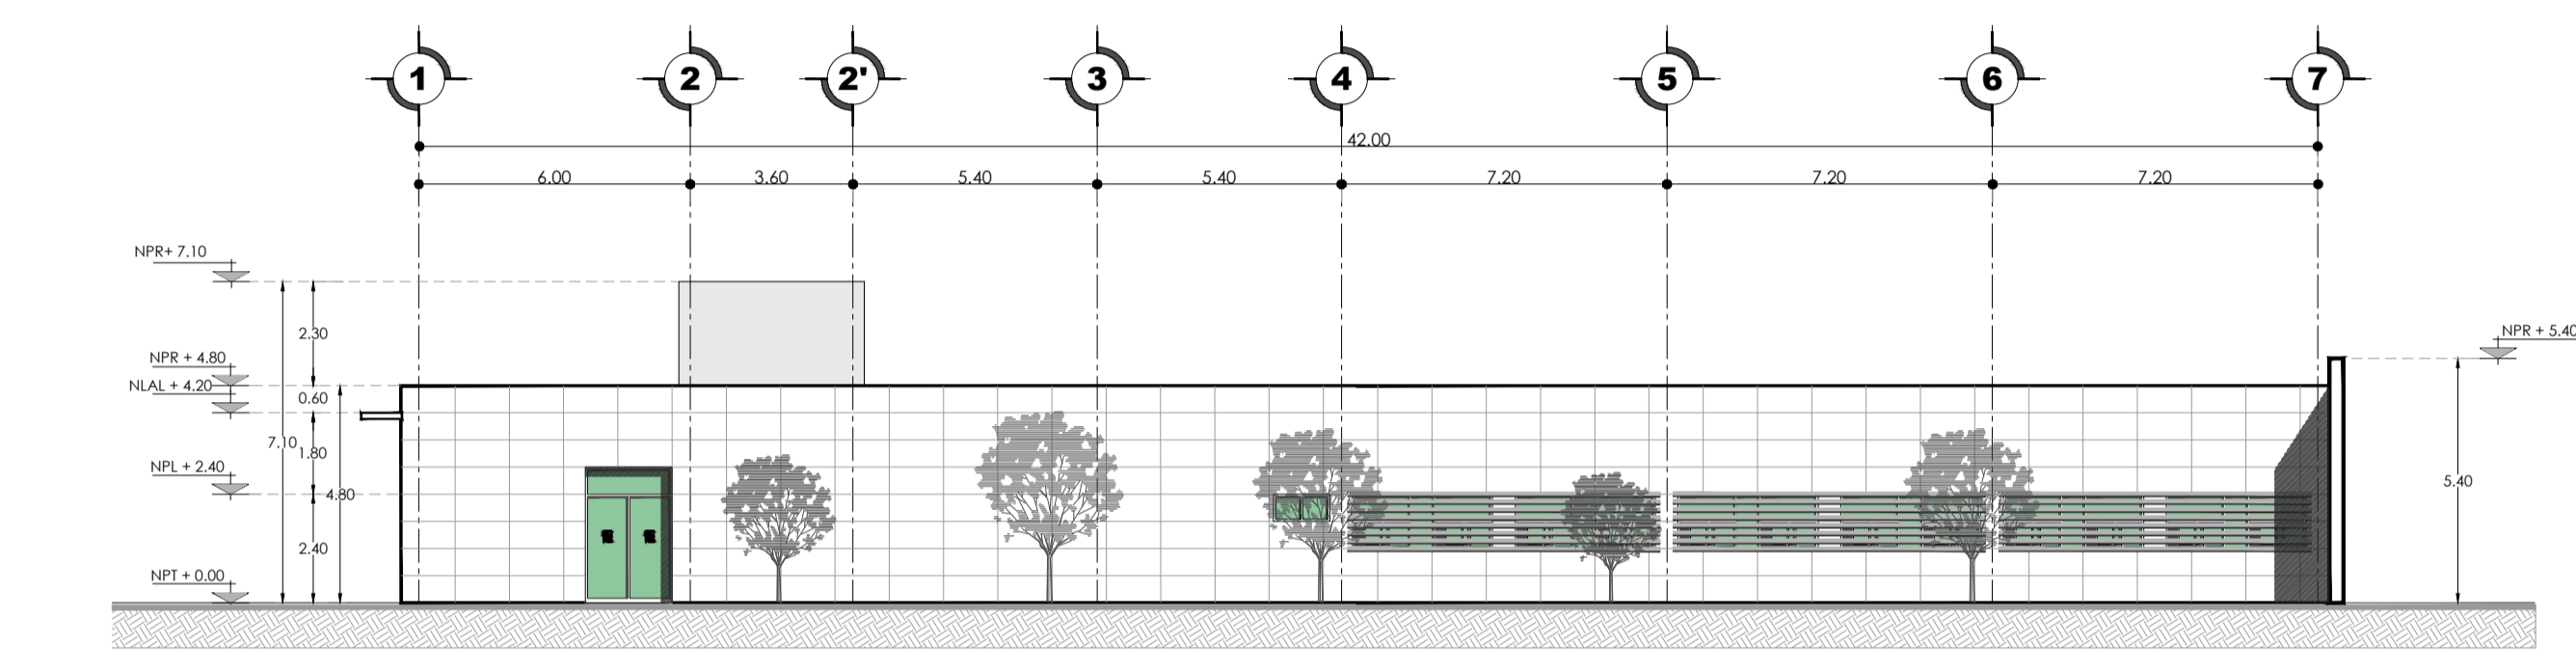 1 2 2' 3 4 5 6 7
42.00
6.00 3.60 5.40 5.40 7.20 7.20 7.20
NPR+ 7.10
2.30
NPR + 5.40
NPR + 4.80
NLAL + 4.20
0.60
7.10
1.80
NPL + 2.40
4.80
5.40
2.40
NPT + 0.00